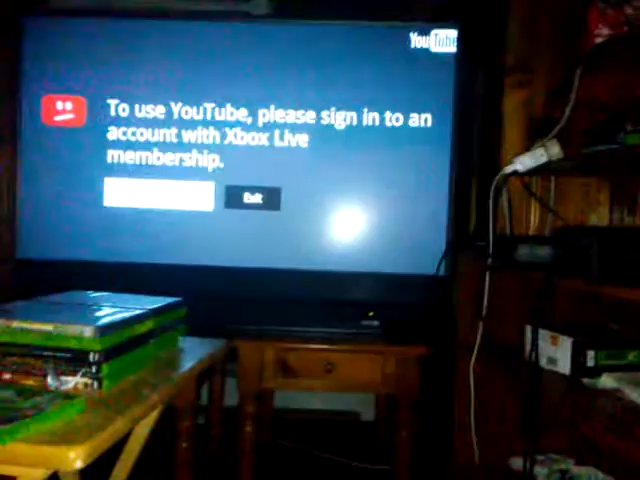 YouTube
To use YouTube, please sign in to an
account with Xbox Live
membership.
Exit